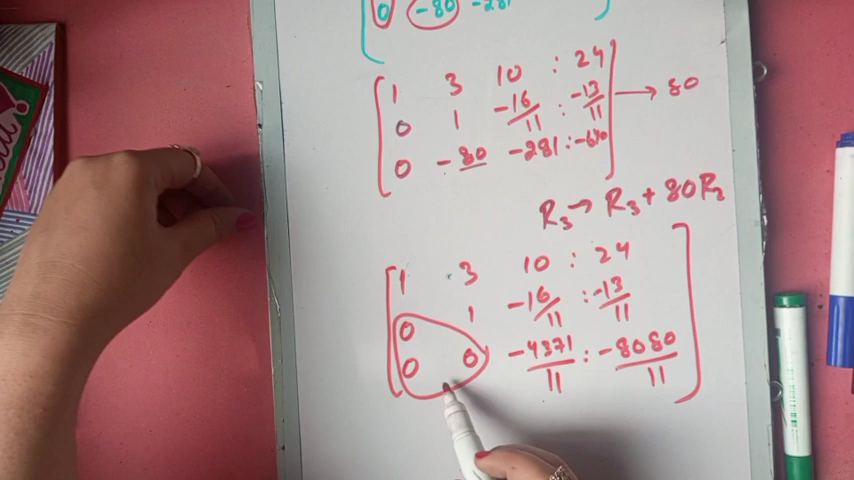 0 -80 -281
1 3 10 : 24
0 1 -16/11 : -13/11 → 80
0 -80 -281 : -640
R3 → R3 + 80R2
1 3 10 : 24
0 1 -16/11 : -13/11
0 0 -4371/11 : -8080/11